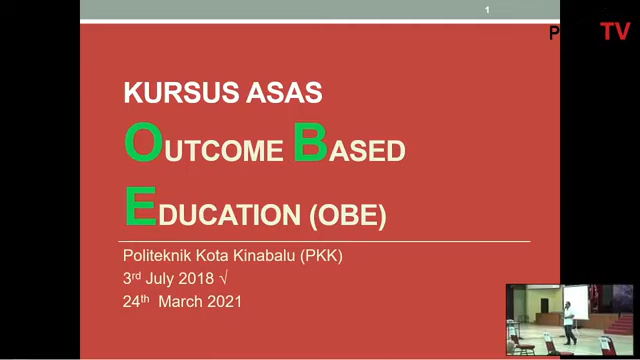 1
P TV
KURSUS ASAS
OUTCOME BASED
EDUCATION (OBE)
Politeknik Kota Kinabalu (PKK)
3rd July 2018 √
24th March 2021